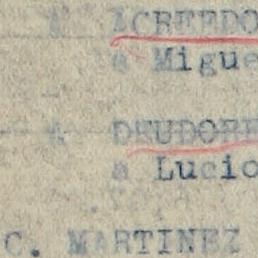 A ACREEDO
a Migue
A DEUDORE
a Lucio
C. MARTINEZ